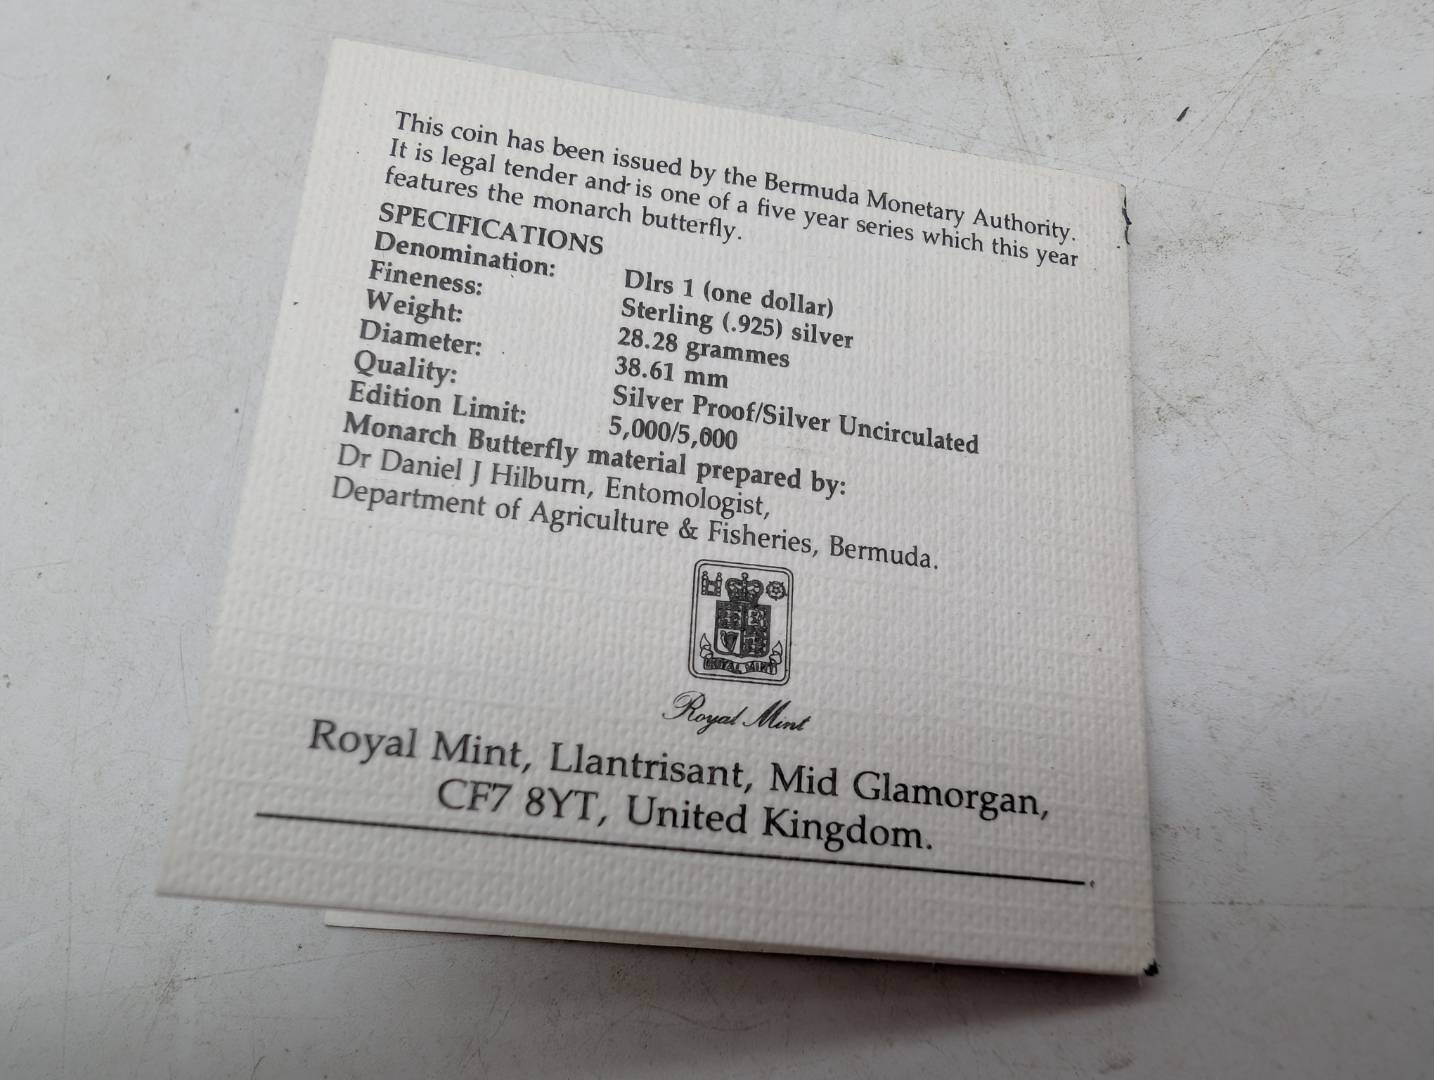 This coin has been issued by the Bermuda Monetary Authority.
It is legal tender and is one of a five year series which this year
features the monarch butterfly.
SPECIFICATIONS
Denomination: Dlrs 1 (one dollar)
Fineness: Sterling (.925) silver
Weight: 28.28 grammes
Diameter: 38.61 mm
Quality: Silver Proof/Silver Uncirculated
Edition Limit: 5,000/5,000
Monarch Butterfly material prepared by:
Dr Daniel J Hilburn, Entomologist,
Department of Agriculture & Fisheries, Bermuda.
ROYAL MINT
Royal Mint
Royal Mint, Llantrisant, Mid Glamorgan,
CF7 8YT, United Kingdom.